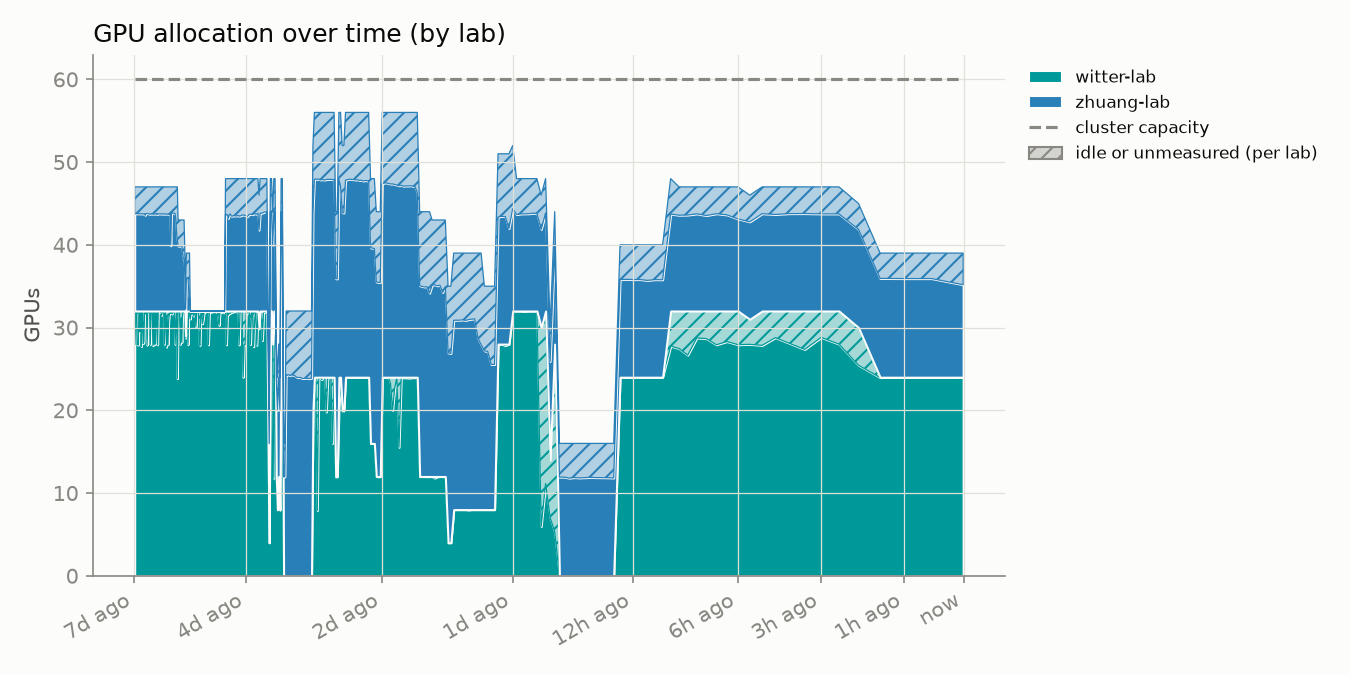 GPU allocation over time (by lab)
60
50
40
30
20
10
0
GPUs
7d ago
4d ago
2d ago
1d ago
12h ago
6h ago
3h ago
1h ago
now
witter-lab
zhuang-lab
cluster capacity
idle or unmeasured (per lab)